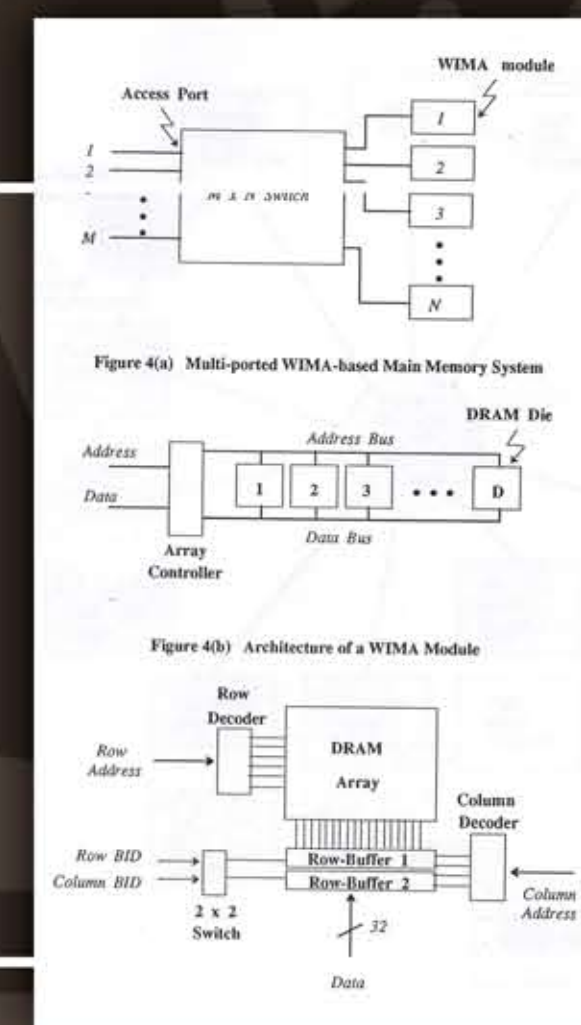 WIMA module
Access Port
1
1
2
2
3
M
N
Figure 4(a) Multi-ported WIMA-based Main Memory System
DRAM Die
Address
Address Bus
1 2 3 D
Data
Data Bus
Array
Controller
Figure 4(b) Architecture of a WIMA Module
Row
Decoder
DRAM
Row
Address
Array
Column
Decoder
Row BID
Row-Buffer 1
Column BID
Row-Buffer 2
Column
Address
2 x 2
Switch
32
Data